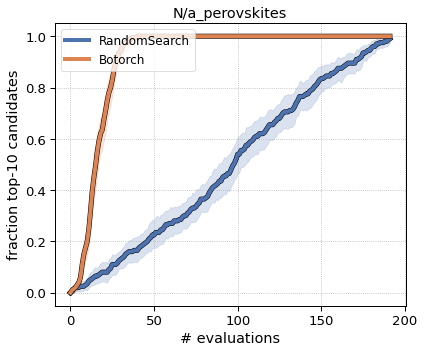 N/a_perovskites
RandomSearch
Botorch
fraction top-10 candidates
1.0
0.8
0.6
0.4
0.2
0.0
0 50 100 150 200
# evaluations